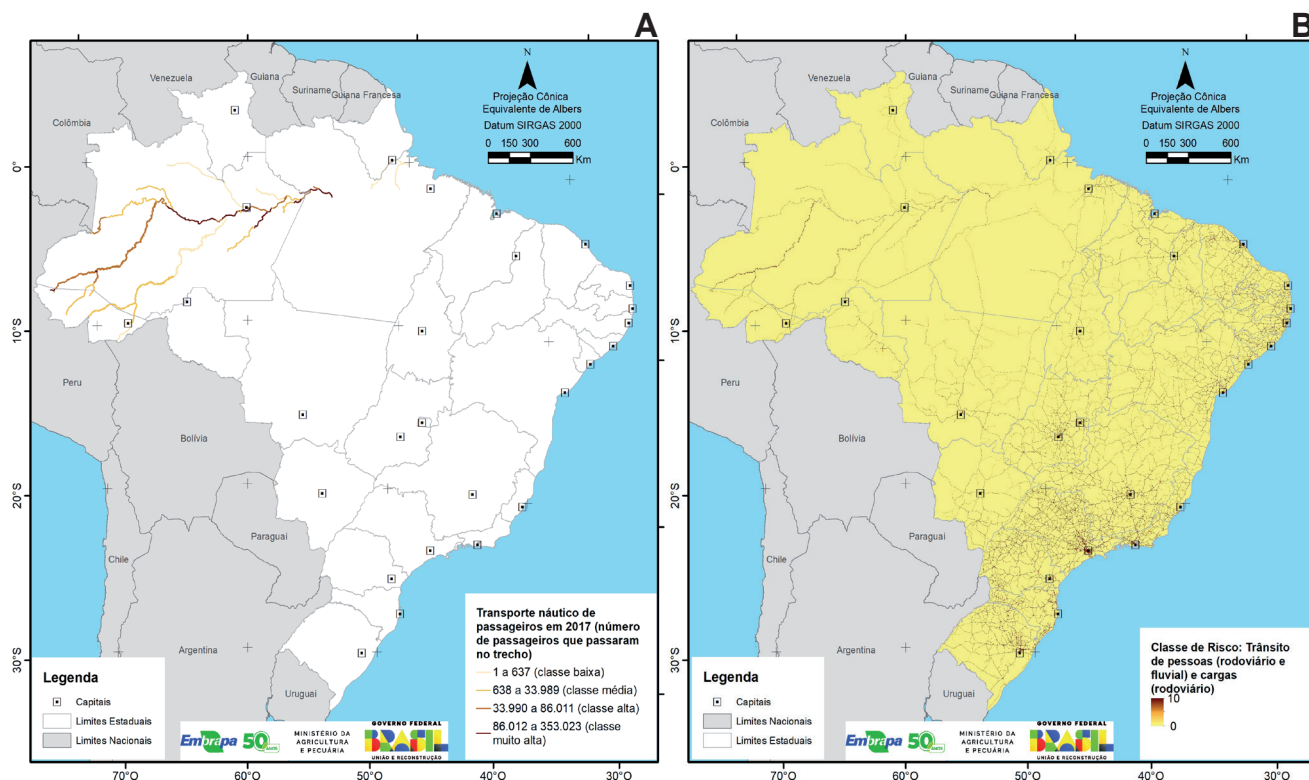 A
N
Projeção Cônica
Equivalente de Albers
Datum SIRGAS 2000
0 150 300 600
Km
Venezuela
Guiana
Suriname
Guiana Francesa
Colômbia
Peru
Bolívia
Paraguai
Chile
Argentina
Uruguai
0°
10°S
20°S
30°S
Legenda
Capitais
Limites Estaduais
Limites Nacionais
Transporte náutico de
passageiros em 2017 (número
de passageiros que passaram
no trecho)
1 a 637 (classe baixa)
638 a 33.989 (classe média)
33.990 a 86.011 (classe alta)
86.012 a 353.023 (classe
muito alta)
Embrapa
50 ANOS
MINISTÉRIO DA
AGRICULTURA
E PECUÁRIA
GOVERNO FEDERAL
BRASIL
UNIÃO E RECONSTRUÇÃO
70°O 60°O 50°O 40°O 30°O
B
N
Projeção Cônica
Equivalente de Albers
Datum SIRGAS 2000
0 150 300 600
Km
Venezuela
Guiana
Suriname
Guiana Francesa
Colômbia
Peru
Bolívia
Paraguai
Chile
Argentina
Uruguai
0°
10°S
20°S
30°S
Legenda
Capitais
Limites Nacionais
Limites Estaduais
Classe de Risco: Trânsito
de pessoas (rodoviário e
fluvial) e cargas
(rodoviário)
10
0
Embrapa
50 ANOS
MINISTÉRIO DA
AGRICULTURA
E PECUÁRIA
GOVERNO FEDERAL
BRASIL
UNIÃO E RECONSTRUÇÃO
70°O 60°O 50°O 40°O 30°O